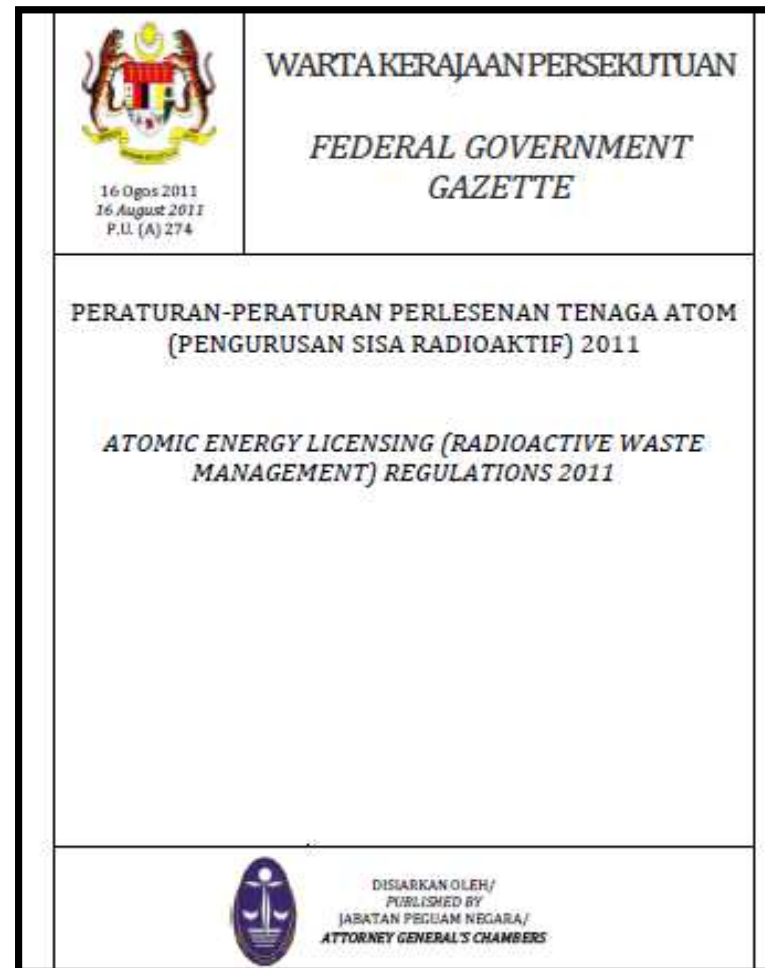 WARTA KERAJAAN PERSEKUTUAN
FEDERAL GOVERNMENT
GAZETTE
16 Ogos 2011
16 August 2011
P.U. (A) 274
PERATURAN-PERATURAN PERLESENAN TENAGA ATOM
(PENGURUSAN SISA RADIOAKTIF) 2011
ATOMIC ENERGY LICENSING (RADIOACTIVE WASTE
MANAGEMENT) REGULATIONS 2011
DISIARKAN OLEH/
PUBLISHED BY
JABATAN PEGUAM NEGARA/
ATTORNEY GENERAL'S CHAMBERS